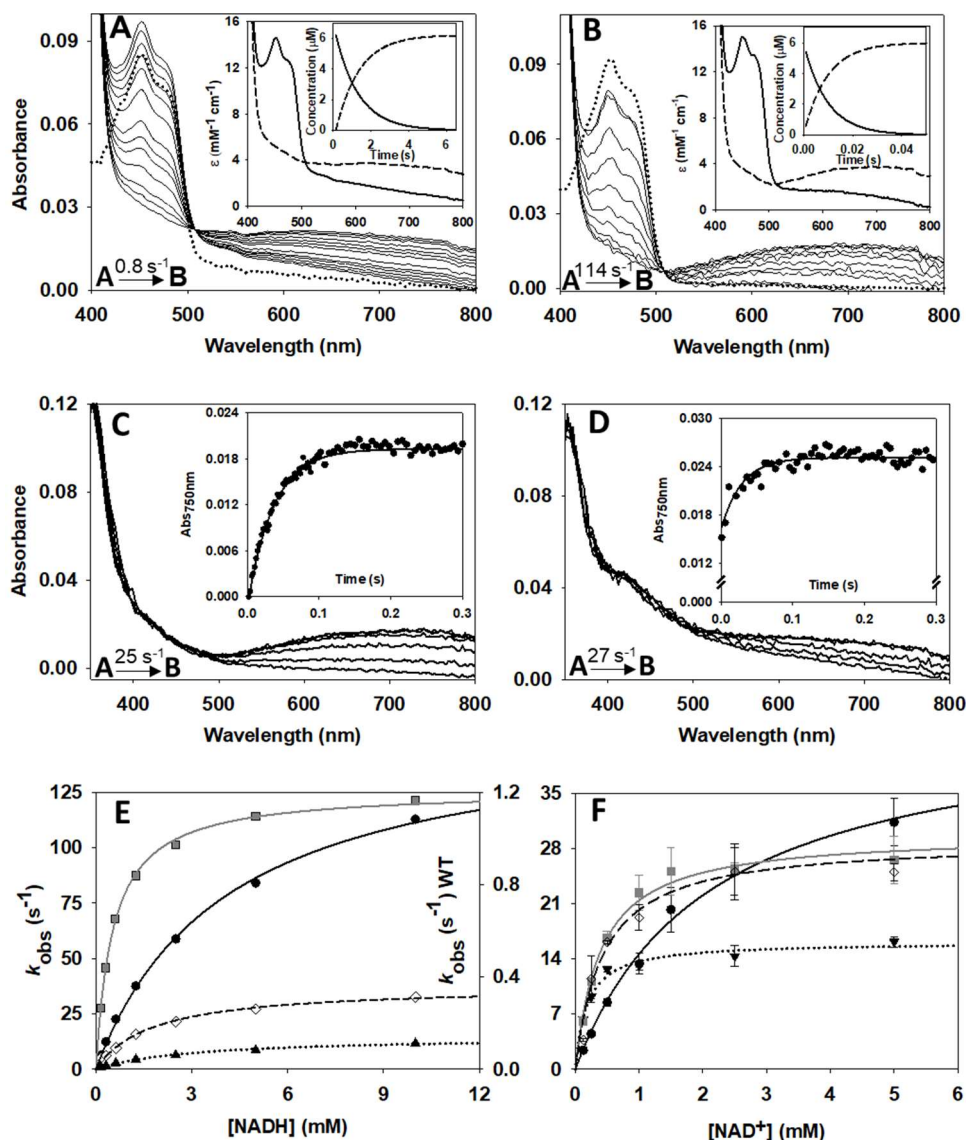 A
0.09
0.06
0.03
0.00
Absorbance
400 500 600 700 800
Wavelength (nm)
A 0.8 s-1 B
16
12
8
4
0
ε (mM-1 cm-1)
400 500 600 700 800
6
4
2
0
Concentration (µM)
0 2 4 6
Time (s)
B
0.09
0.06
0.03
0.00
400 500 600 700 800
Wavelength (nm)
A 114 s-1 B
16
12
8
4
0
ε (mM-1 cm-1)
400 500 600 700 800
6
4
2
0
Concentration (µM)
0.00 0.02 0.04
Time (s)
C
0.12
0.08
0.04
0.00
Absorbance
400 500 600 700 800
Wavelength (nm)
A 25 s-1 B
0.024
0.018
0.012
0.006
0.000
Abs750nm
0.0 0.1 0.2 0.3
Time (s)
D
0.12
0.08
0.04
0.00
400 500 600 700 800
Wavelength (nm)
A 27 s-1 B
0.030
0.024
0.018
0.000
Abs750nm
0.0 0.1 0.2 0.3
Time (s)
E
125
100
75
50
25
0
kobs (s-1)
0 3 6 9 12
[NADH] (mM)
1.2
0.8
0.4
0.0
kobs (s-1) WT
F
35
28
21
14
7
0
0 1 2 3 4 5 6
[NAD+] (mM)